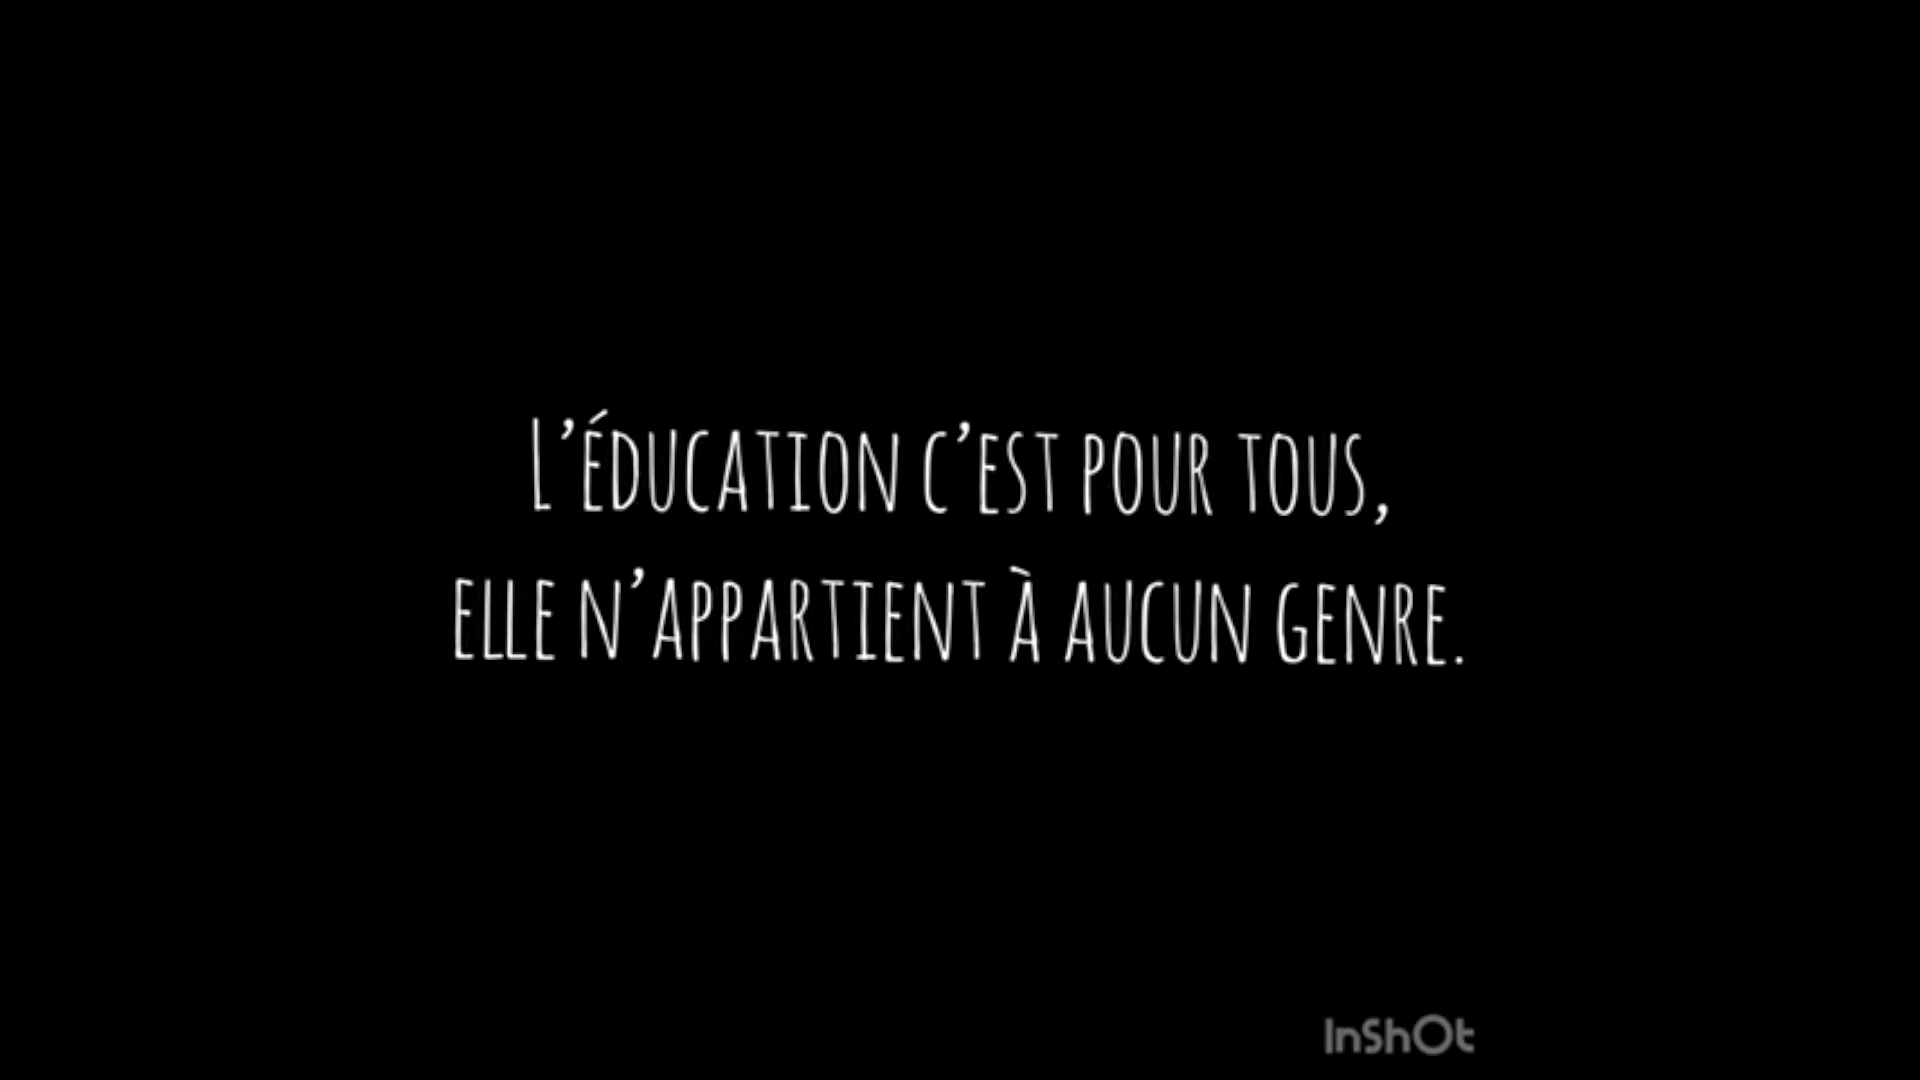 L’éducation c’est pour tous,
elle n’appartient à aucun genre.
InShOt